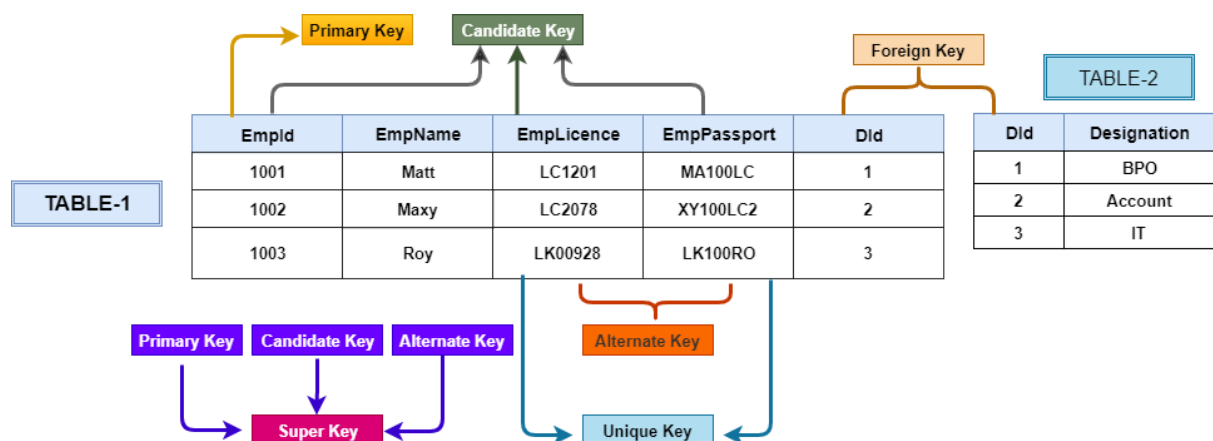 Primary Key
Candidate Key
Foreign Key
TABLE-2
EmpId EmpName EmpLicence EmpPassport DId
1001 Matt LC1201 MA100LC 1
1002 Maxy LC2078 XY100LC2 2
1003 Roy LK00928 LK100RO 3
DId Designation
1 BPO
2 Account
3 IT
TABLE-1
Primary Key Candidate Key Alternate Key
Alternate Key
Super Key
Unique Key